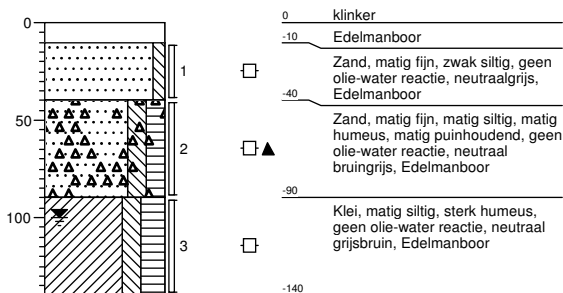 0
50
100
1
2
3
0 klinker
-10 Edelmanboor
Zand, matig fijn, zwak siltig, geen
olie-water reactie, neutraalgrijs,
-40 Edelmanboor
Zand, matig fijn, matig siltig, matig
humeus, matig puinhoudend, geen
olie-water reactie, neutraal
bruingrijs, Edelmanboor
-90
Klei, matig siltig, sterk humeus,
geen olie-water reactie, neutraal
grijsbruin, Edelmanboor
-140